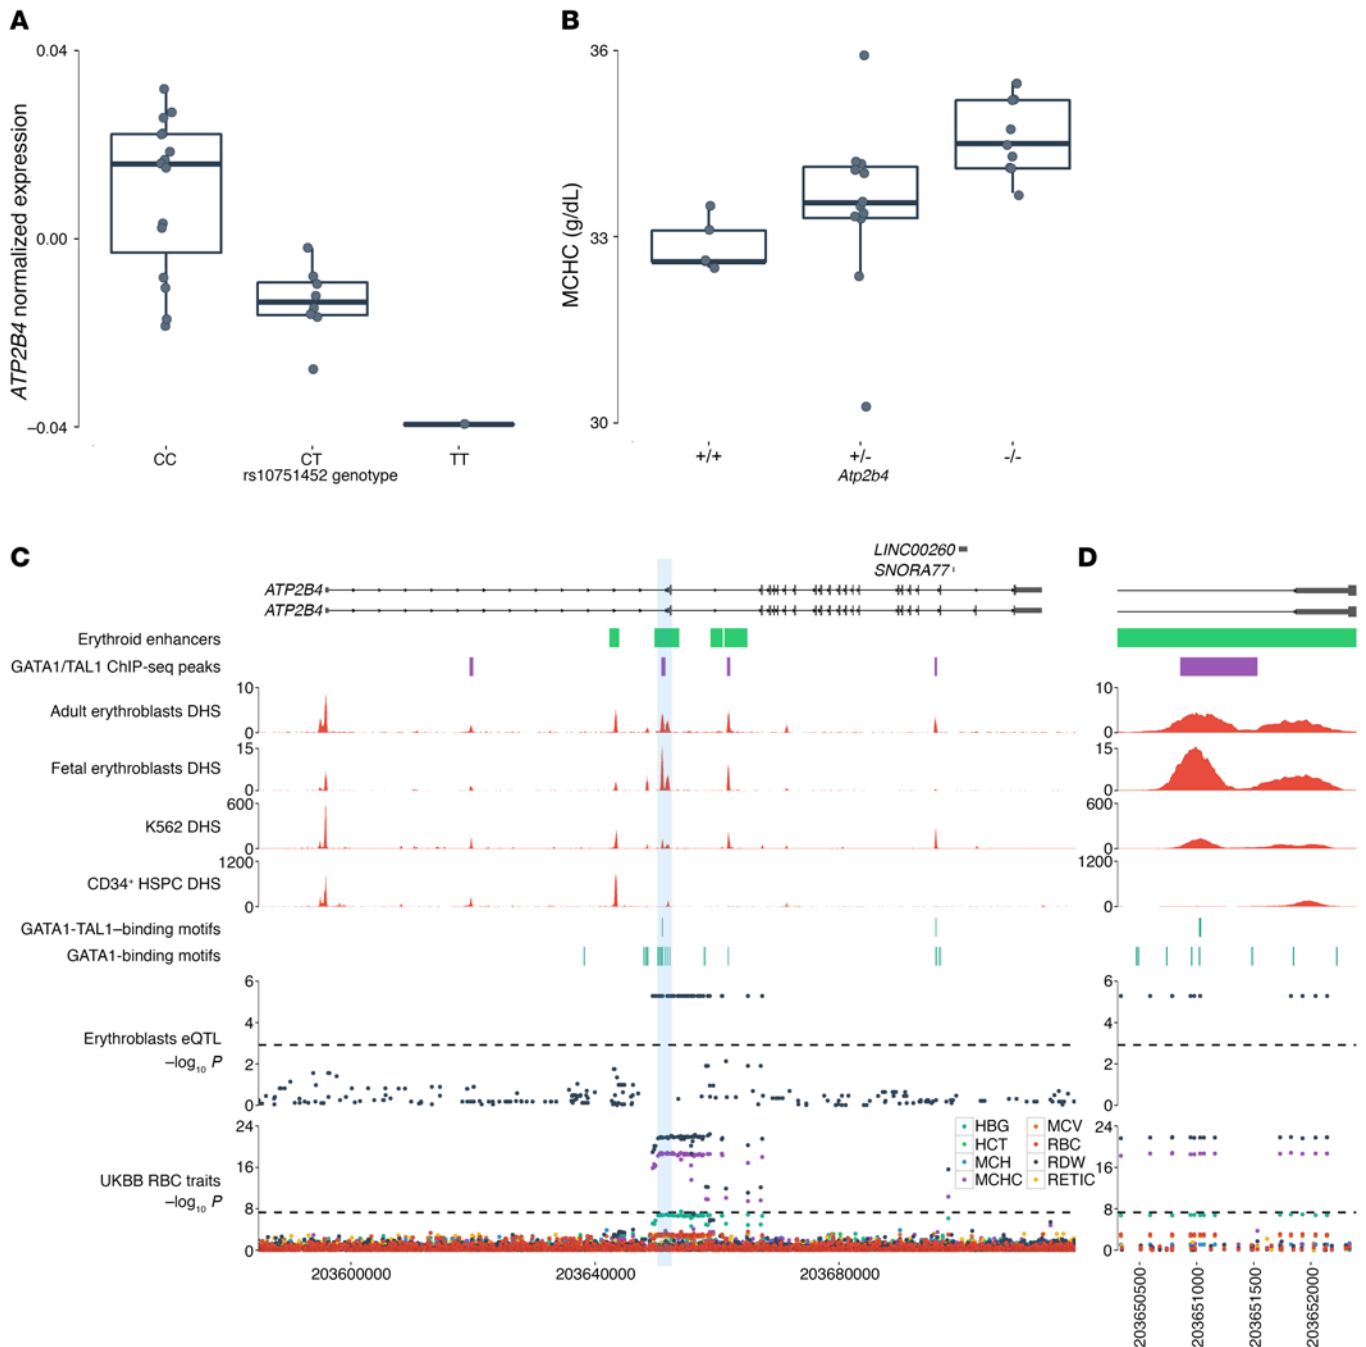 A
B
0.04
0.00
−0.04
ATP2B4 normalized expression
CC
CT
TT
rs10751452 genotype
36
33
30
MCHC (g/dL)
+/+
+/-
-/-
Atp2b4
C
D
LINC00260
SNORA77
ATP2B4
ATP2B4
Erythroid enhancers
GATA1/TAL1 ChIP-seq peaks
Adult erythroblasts DHS
10
0
10
0
Fetal erythroblasts DHS
15
0
15
0
K562 DHS
600
0
600
0
CD34+ HSPC DHS
1200
0
1200
0
GATA1-TAL1–binding motifs
GATA1-binding motifs
Erythroblasts eQTL
−log10 P
6
4
2
0
6
4
2
0
UKBB RBC traits
−log10 P
24
16
8
0
HBG
MCV
HCT
RBC
MCH
RDW
MCHC
RETIC
24
16
8
0
203600000
203640000
203680000
203650500
203651000
203651500
203652000